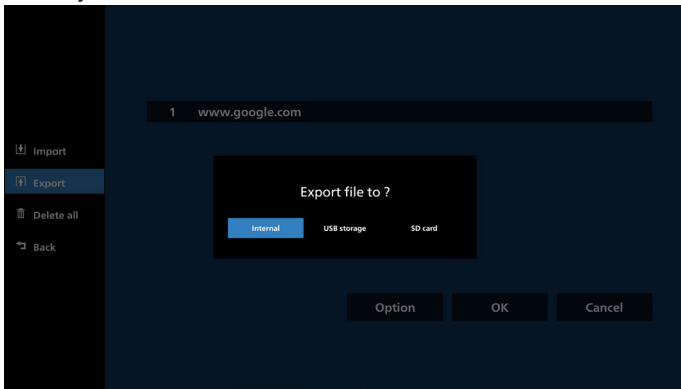 1 www.google.com
Import
Export
Delete all
Back
Export file to ?
Internal USB storage SD card
Option OK Cancel